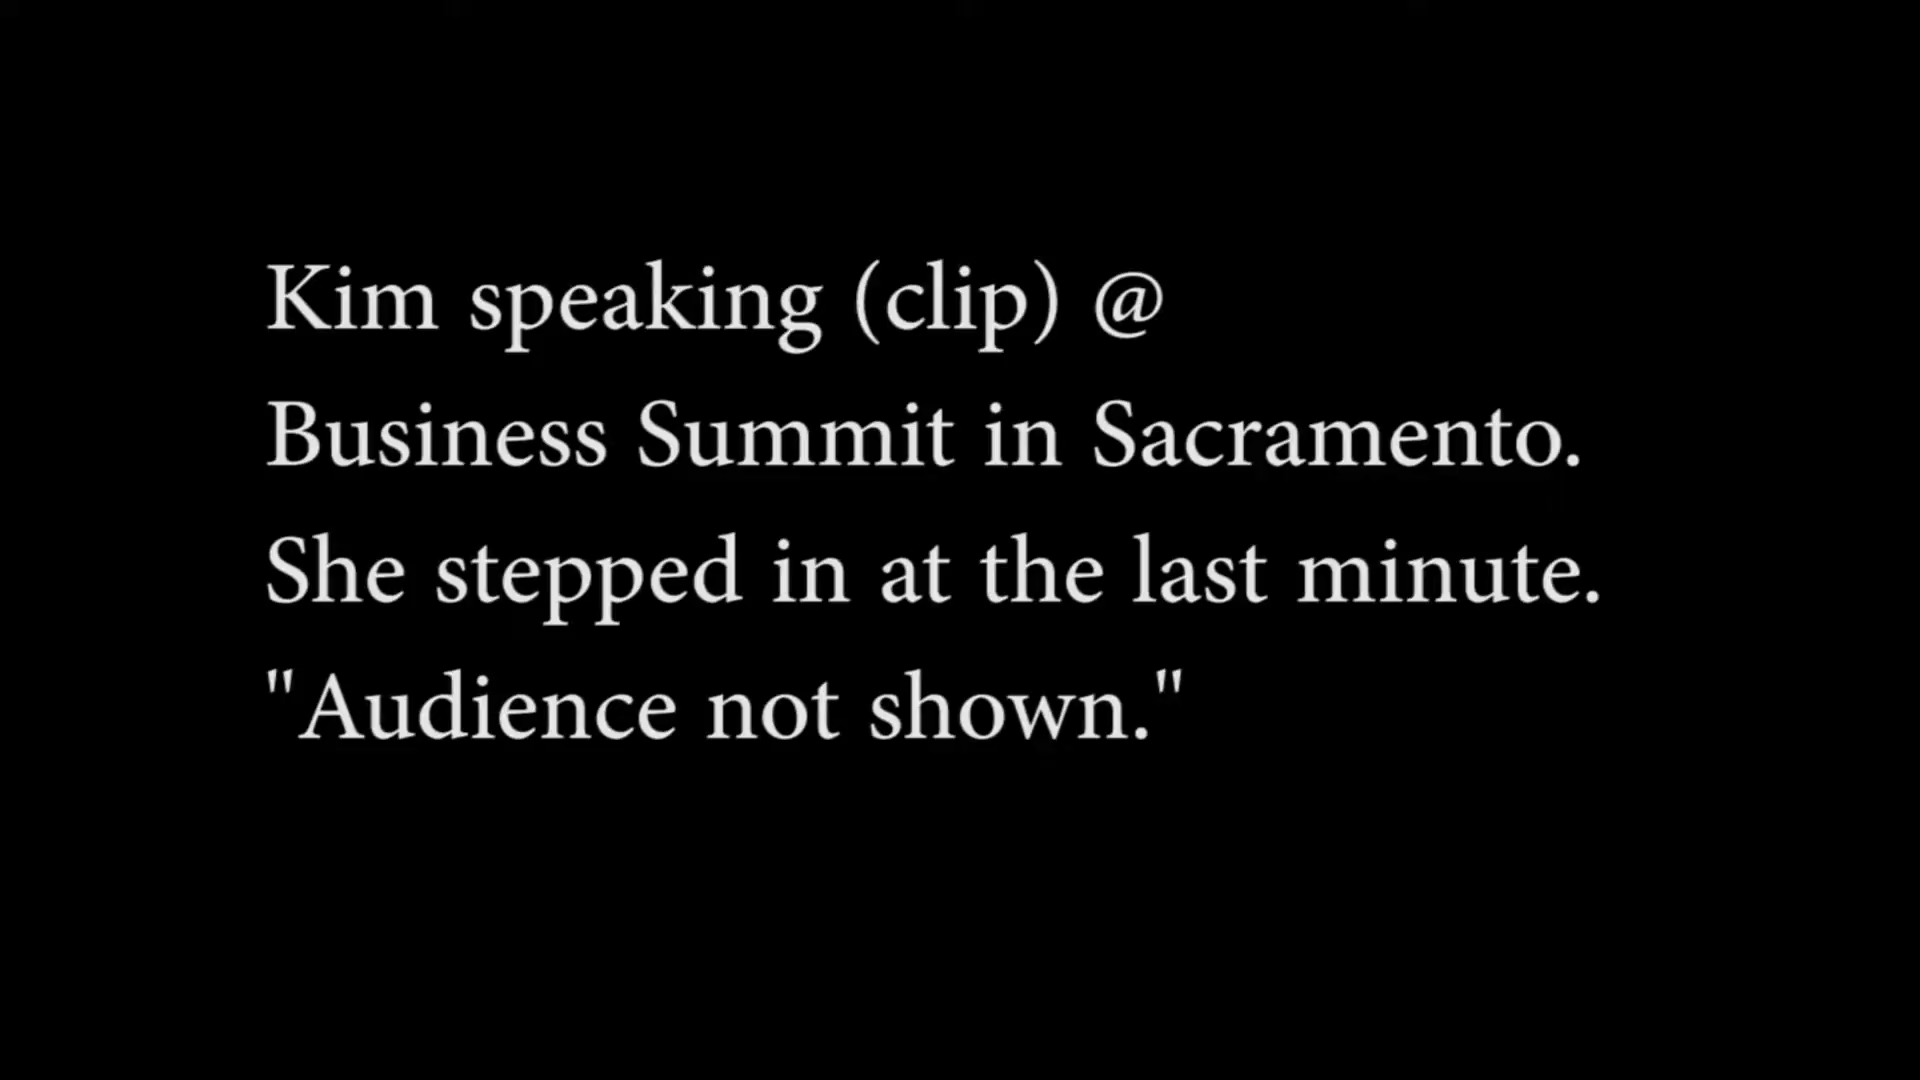 Kim speaking (clip) @
Business Summit in Sacramento.
She stepped in at the last minute.
"Audience not shown."